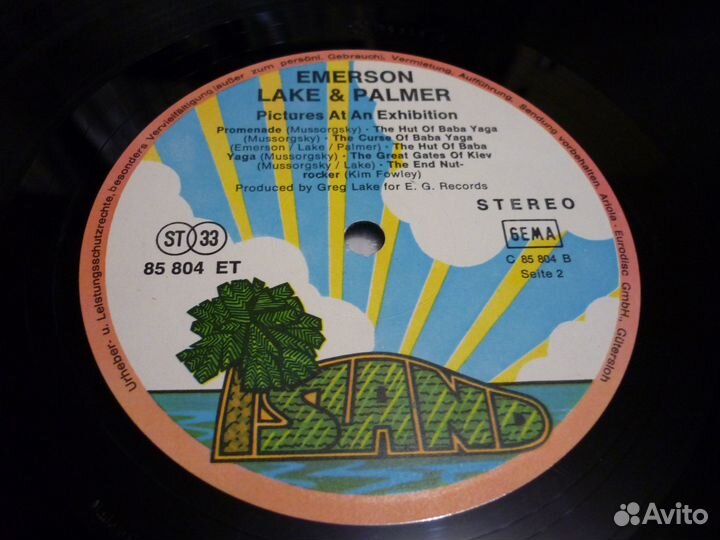 Urheber- u. Leistungsschutzrechte, besonders Vervielfältigung (außer zum persönl. Gebrauch), Vermietung, Aufführung, Sendung vorbehalten. Ariola-Eurodisc GmbH., Gütersloh
EMERSON
LAKE & PALMER
Pictures At An Exhibition
Promenade (Mussorgsky) · The Hut Of Baba Yaga
(Mussorgsky) · The Curse Of Baba Yaga
(Emerson / Lake / Palmer) · The Hut Of Baba
Yaga (Mussorgsky) · The Great Gates Of Kiev
(Mussorgsky / Lake) · The End Nut-
rocker (Kim Fowley)
Produced by Greg Lake for E. G. Records
STEREO
ST 33
GEMA
85 804 ET
C 85 804 B
Seite 2
ISLAND
Avito